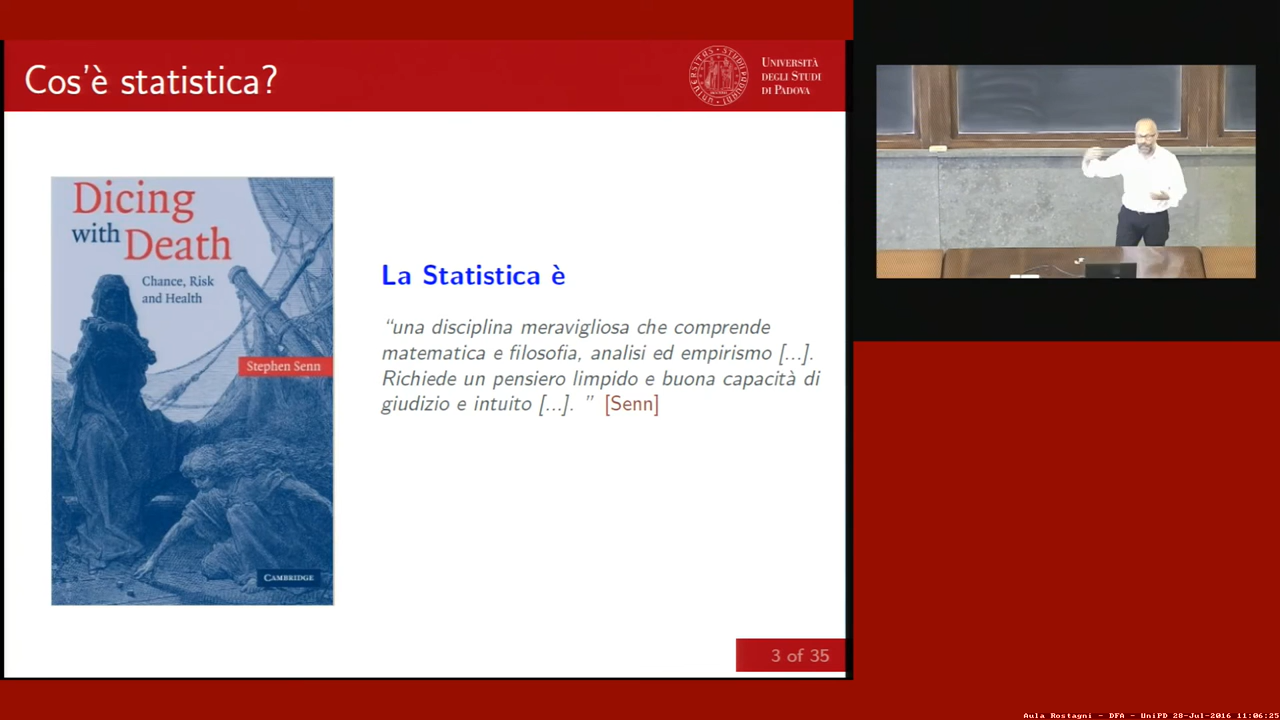 Cos'è statistica?
UNIVERSITÀ
DEGLI STUDI
DI PADOVA
Dicing
with Death
Chance, Risk
and Health
Stephen Senn
CAMBRIDGE
La Statistica è
“una disciplina meravigliosa che comprende
matematica e filosofia, analisi ed empirismo [...].
Richiede un pensiero limpido e buona capacità di
giudizio e intuito [...]. ” [Senn]
3 of 35
Aula Rostagni - DFA - UniPD 28-Jul-2016 11:06:25